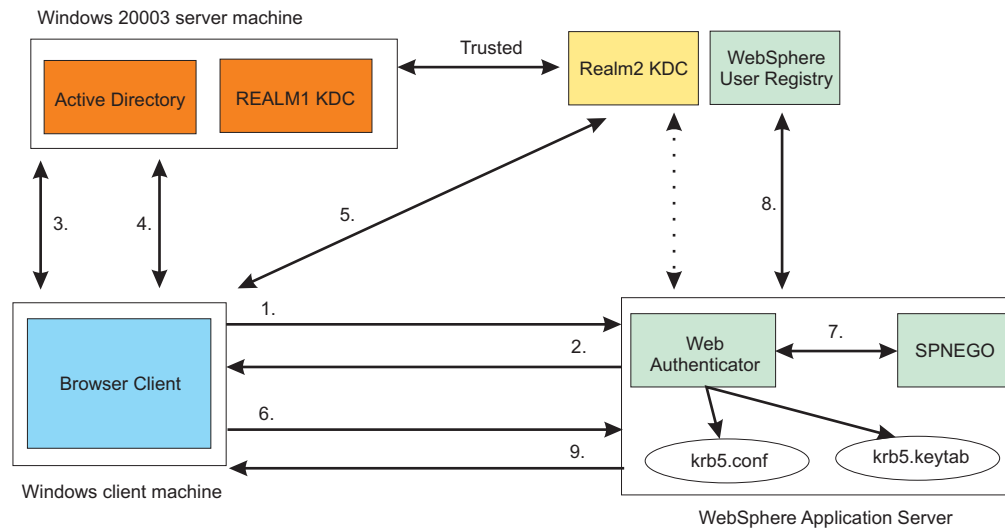 Windows 20003 server machine
Active Directory
REALM1 KDC
Trusted
Realm2 KDC
WebSphere
User Registry
3.
4.
5.
8.
1.
2.
6.
9.
7.
Browser Client
Web
Authenticator
SPNEGO
krb5.conf
krb5.keytab
Windows client machine
WebSphere Application Server